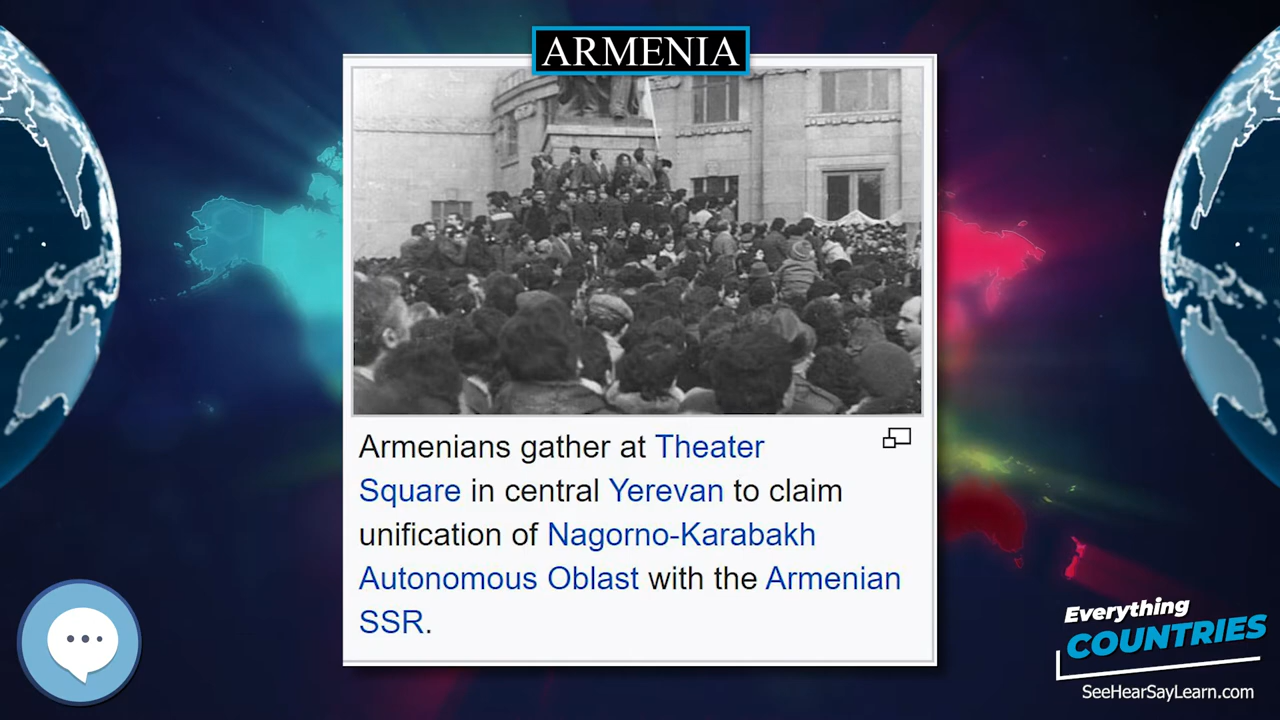 ARMENIA
Armenians gather at Theater
Square in central Yerevan to claim
unification of Nagorno-Karabakh
Autonomous Oblast with the Armenian
SSR.
Everything
COUNTRIES
SeeHearSayLearn.com